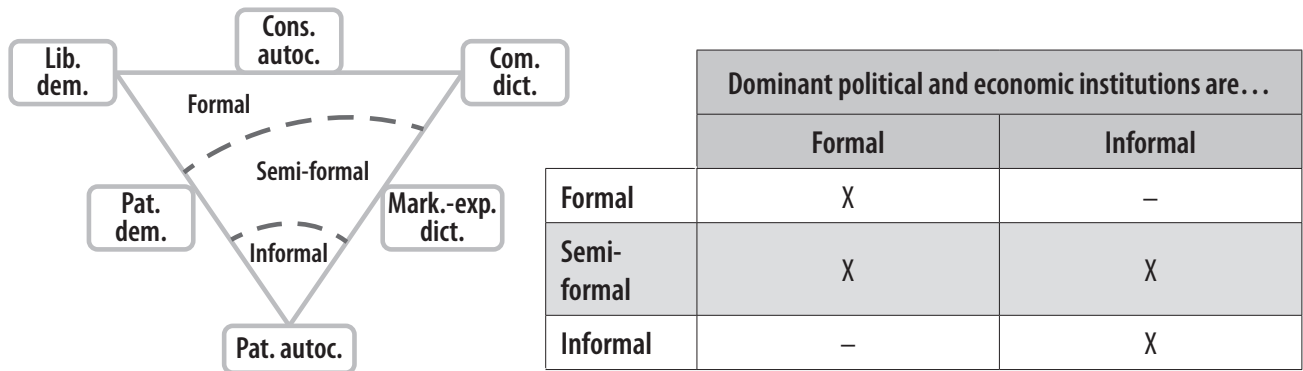 Cons.
autoc.
Lib.
dem.
Com.
dict.
Formal
Semi-formal
Pat.
dem.
Mark.-exp.
dict.
Informal
Pat. autoc.
Dominant political and economic institutions are…
Formal Informal
Formal X –
Semi-
formal X X
Informal – X